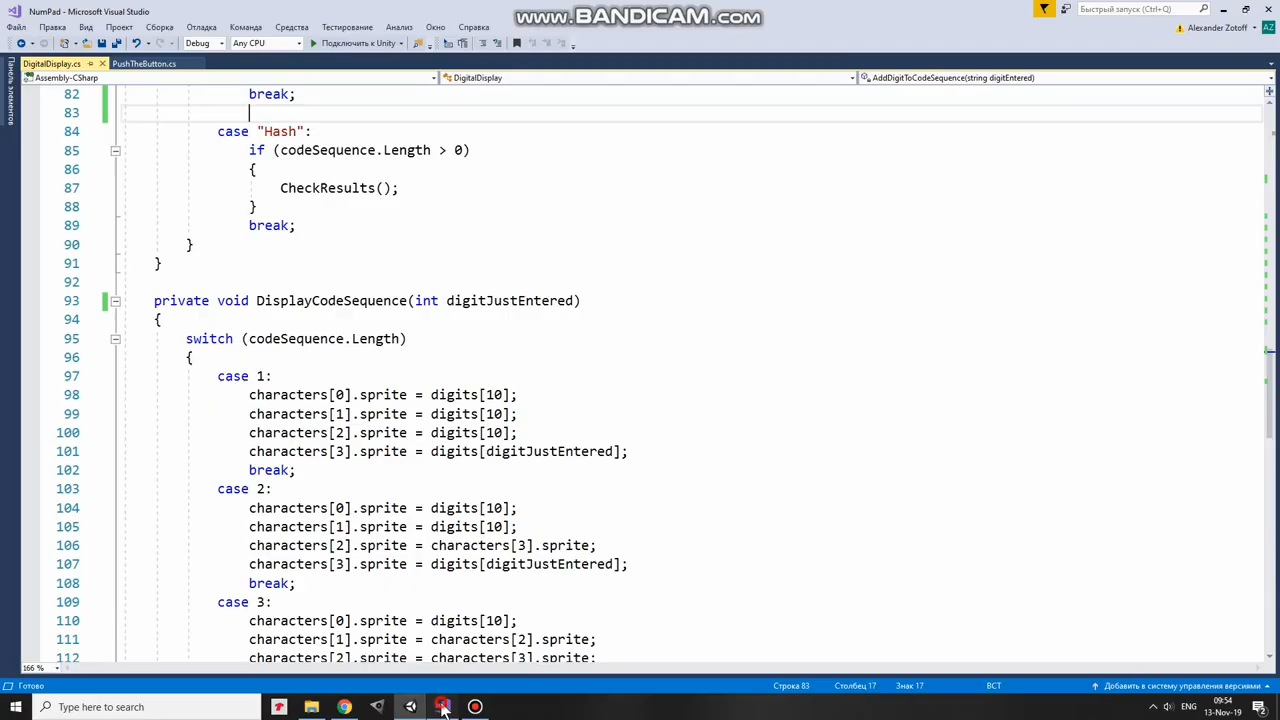 NumPad - Microsoft Visual Studio
www.BANDICAM.com
Быстрый запуск (Ctrl+Q)
Файл Правка Вид Проект Сборка Отладка Команда Сервис Тест Анализ Окно Справка
Alexander Zotoff AZ
Debug Any CPU Подключить к Unity
DigitalDisplay.cs PushTheButton.cs
Assembly-CSharp DigitalDisplay AddDigitToCodeSequence(string digitEntered)
Панель элементов
82 break;
83
84 case "Hash":
85 if (codeSequence.Length > 0)
86 {
87 CheckResults();
88 }
89 break;
90 }
91 }
92
93 private void DisplayCodeSequence(int digitJustEntered)
94 {
95 switch (codeSequence.Length)
96 {
97 case 1:
98 characters[0].sprite = digits[10];
99 characters[1].sprite = digits[10];
100 characters[2].sprite = digits[10];
101 characters[3].sprite = digits[digitJustEntered];
102 break;
103 case 2:
104 characters[0].sprite = digits[10];
105 characters[1].sprite = digits[10];
106 characters[2].sprite = characters[3].sprite;
107 characters[3].sprite = digits[digitJustEntered];
108 break;
109 case 3:
110 characters[0].sprite = digits[10];
111 characters[1].sprite = characters[2].sprite;
112 characters[2].sprite = characters[3].sprite;
166 %
Готово Строка 83 Столбец 17 Знак 17 ВСТ Добавить в систему управления версиями
Type here to search
ENG
09:54
13-Nov-19
2